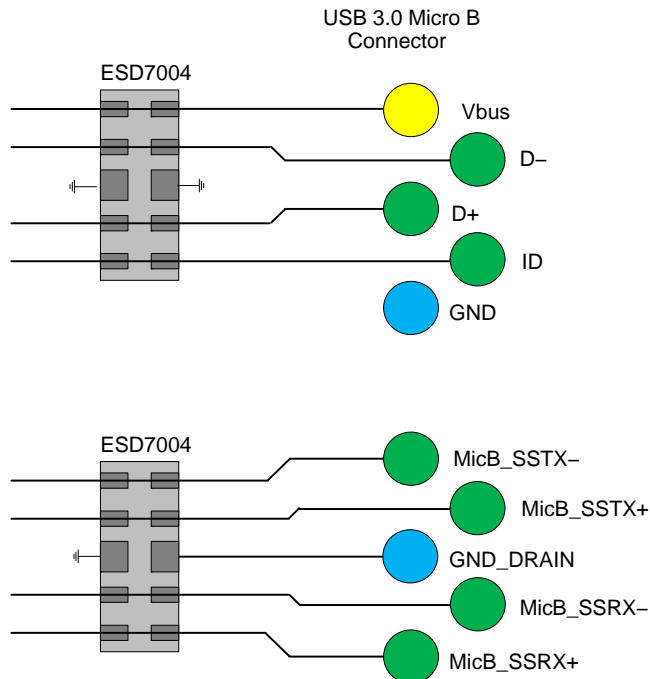 USB 3.0 Micro B
Connector
ESD7004
Vbus
D−
D+
ID
GND
ESD7004
MicB_SSTX−
MicB_SSTX+
GND_DRAIN
MicB_SSRX−
MicB_SSRX+